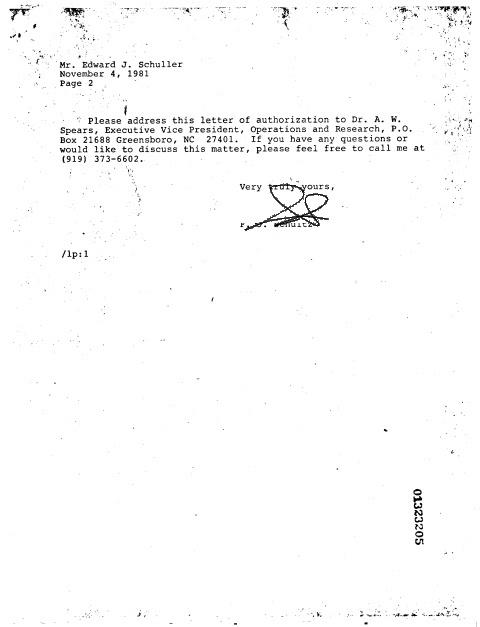 Mr. Edward J. Schuller
November 4, 1981
Page 2
Please address this letter of authorization to Dr. A. W.
Spears, Executive Vice President, Operations and Research, P.O.
Box 21688 Greensboro, NC  27401.  If you have any questions or
would like to discuss this matter, please feel free to call me at
(919) 373-6602.
Very truly yours,
/lp:l
01323205